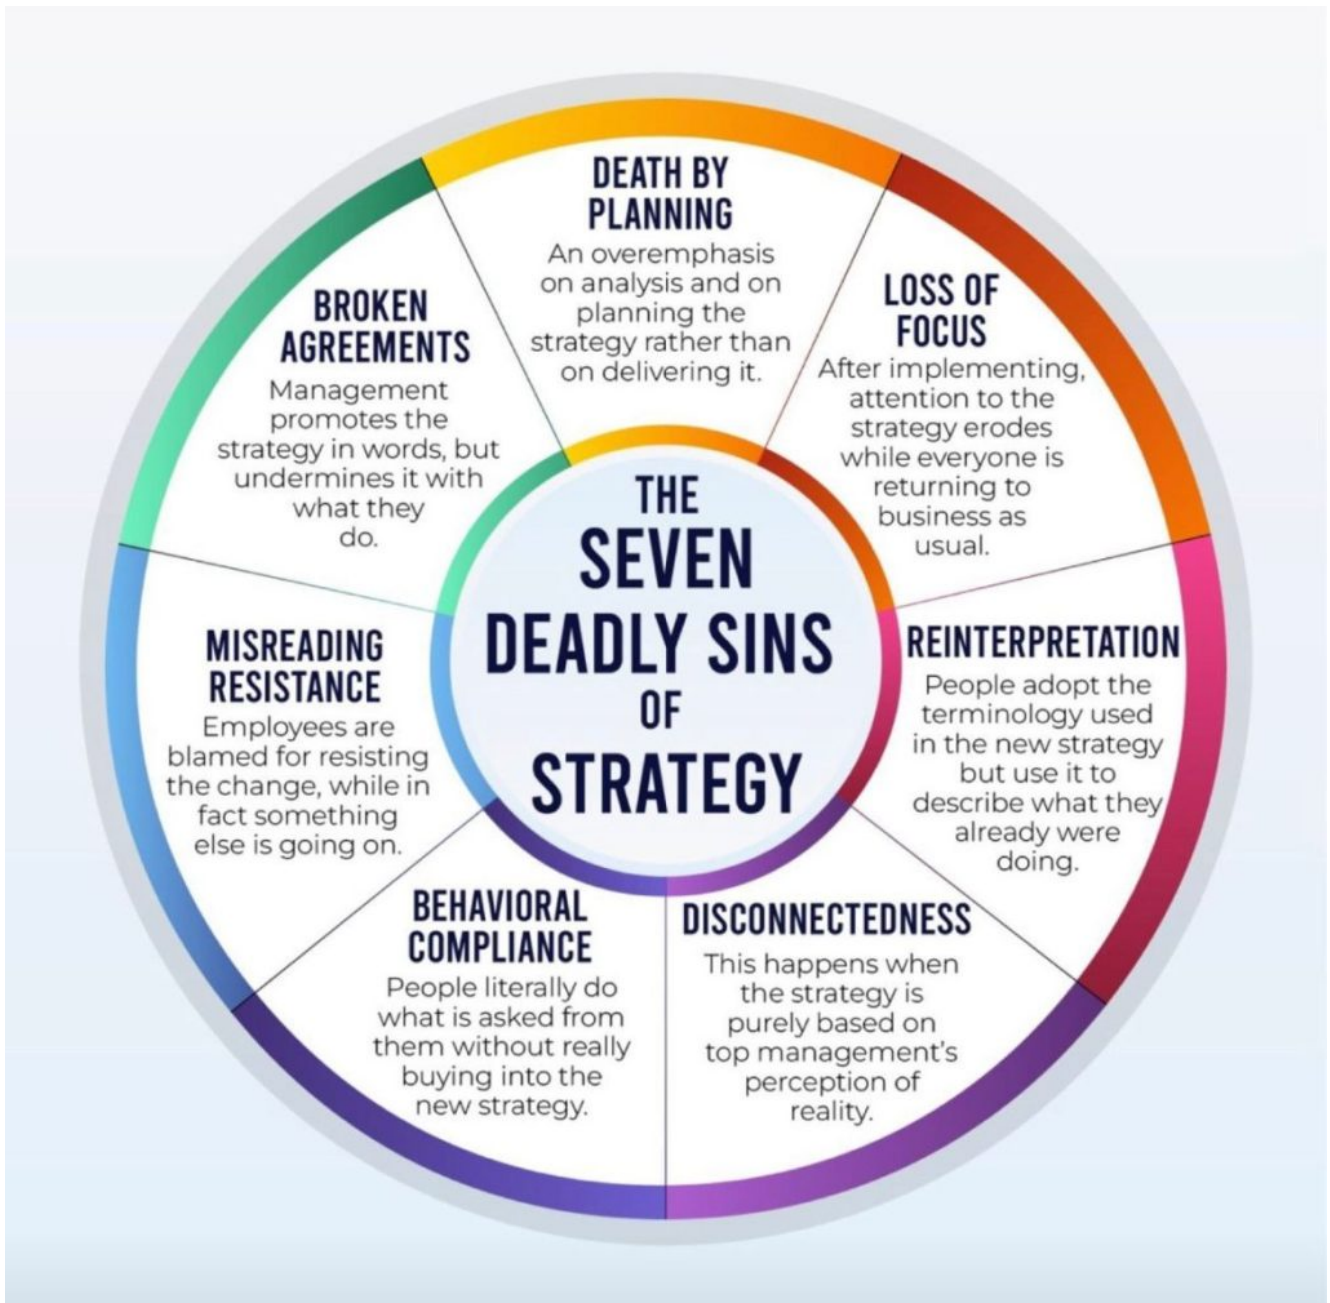 THE
SEVEN
DEADLY SINS
OF
STRATEGY
DEATH BY
PLANNING
An overemphasis
on analysis and on
planning the
strategy rather than
on delivering it.
LOSS OF
FOCUS
After implementing,
attention to the
strategy erodes
while everyone is
returning to
business as
usual.
REINTERPRETATION
People adopt the
terminology used
in the new strategy
but use it to
describe what they
already were
doing.
DISCONNECTEDNESS
This happens when
the strategy is
purely based on
top management's
perception of
reality.
BEHAVIORAL
COMPLIANCE
People literally do
what is asked from
them without really
buying into the
new strategy.
MISREADING
RESISTANCE
Employees are
blamed for resisting
the change, while in
fact something
else is going on.
BROKEN
AGREEMENTS
Management
promotes the
strategy in words, but
undermines it with
what they
do.